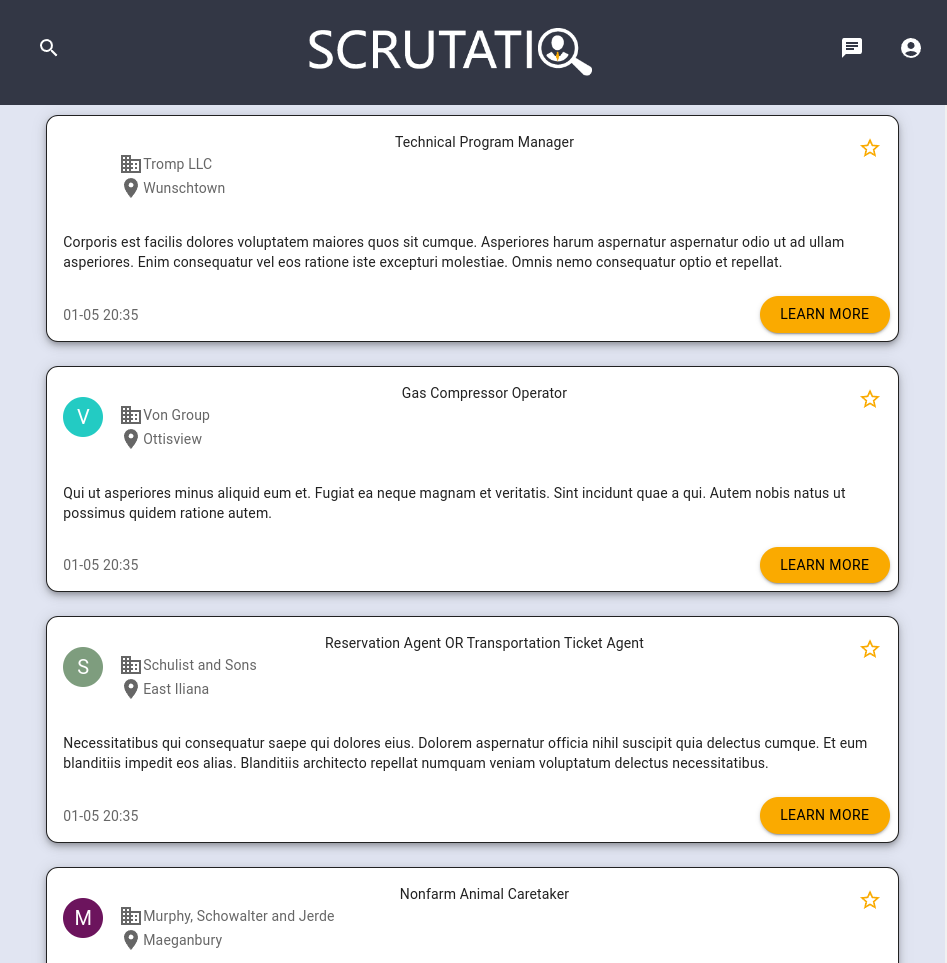 SCRUTATIO
Technical Program Manager
Tromp LLC
Wunschtown
Corporis est facilis dolores voluptatem maiores quos sit cumque. Asperiores harum aspernatur aspernatur odio ut ad ullam
asperiores. Enim consequatur vel eos ratione iste excepturi molestiae. Omnis nemo consequatur optio et repellat.
01-05 20:35
LEARN MORE
Gas Compressor Operator
V
Von Group
Ottisview
Qui ut asperiores minus aliquid eum et. Fugiat ea neque magnam et veritatis. Sint incidunt quae a qui. Autem nobis natus ut
possimus quidem ratione autem.
01-05 20:35
LEARN MORE
Reservation Agent OR Transportation Ticket Agent
S
Schulist and Sons
East Iliana
Necessitatibus qui consequatur saepe qui dolores eius. Dolorem aspernatur officia nihil suscipit quia delectus cumque. Et eum
blanditiis impedit eos alias. Blanditiis architecto repellat numquam veniam voluptatum delectus necessitatibus.
01-05 20:35
LEARN MORE
Nonfarm Animal Caretaker
M
Murphy, Schowalter and Jerde
Maeganbury